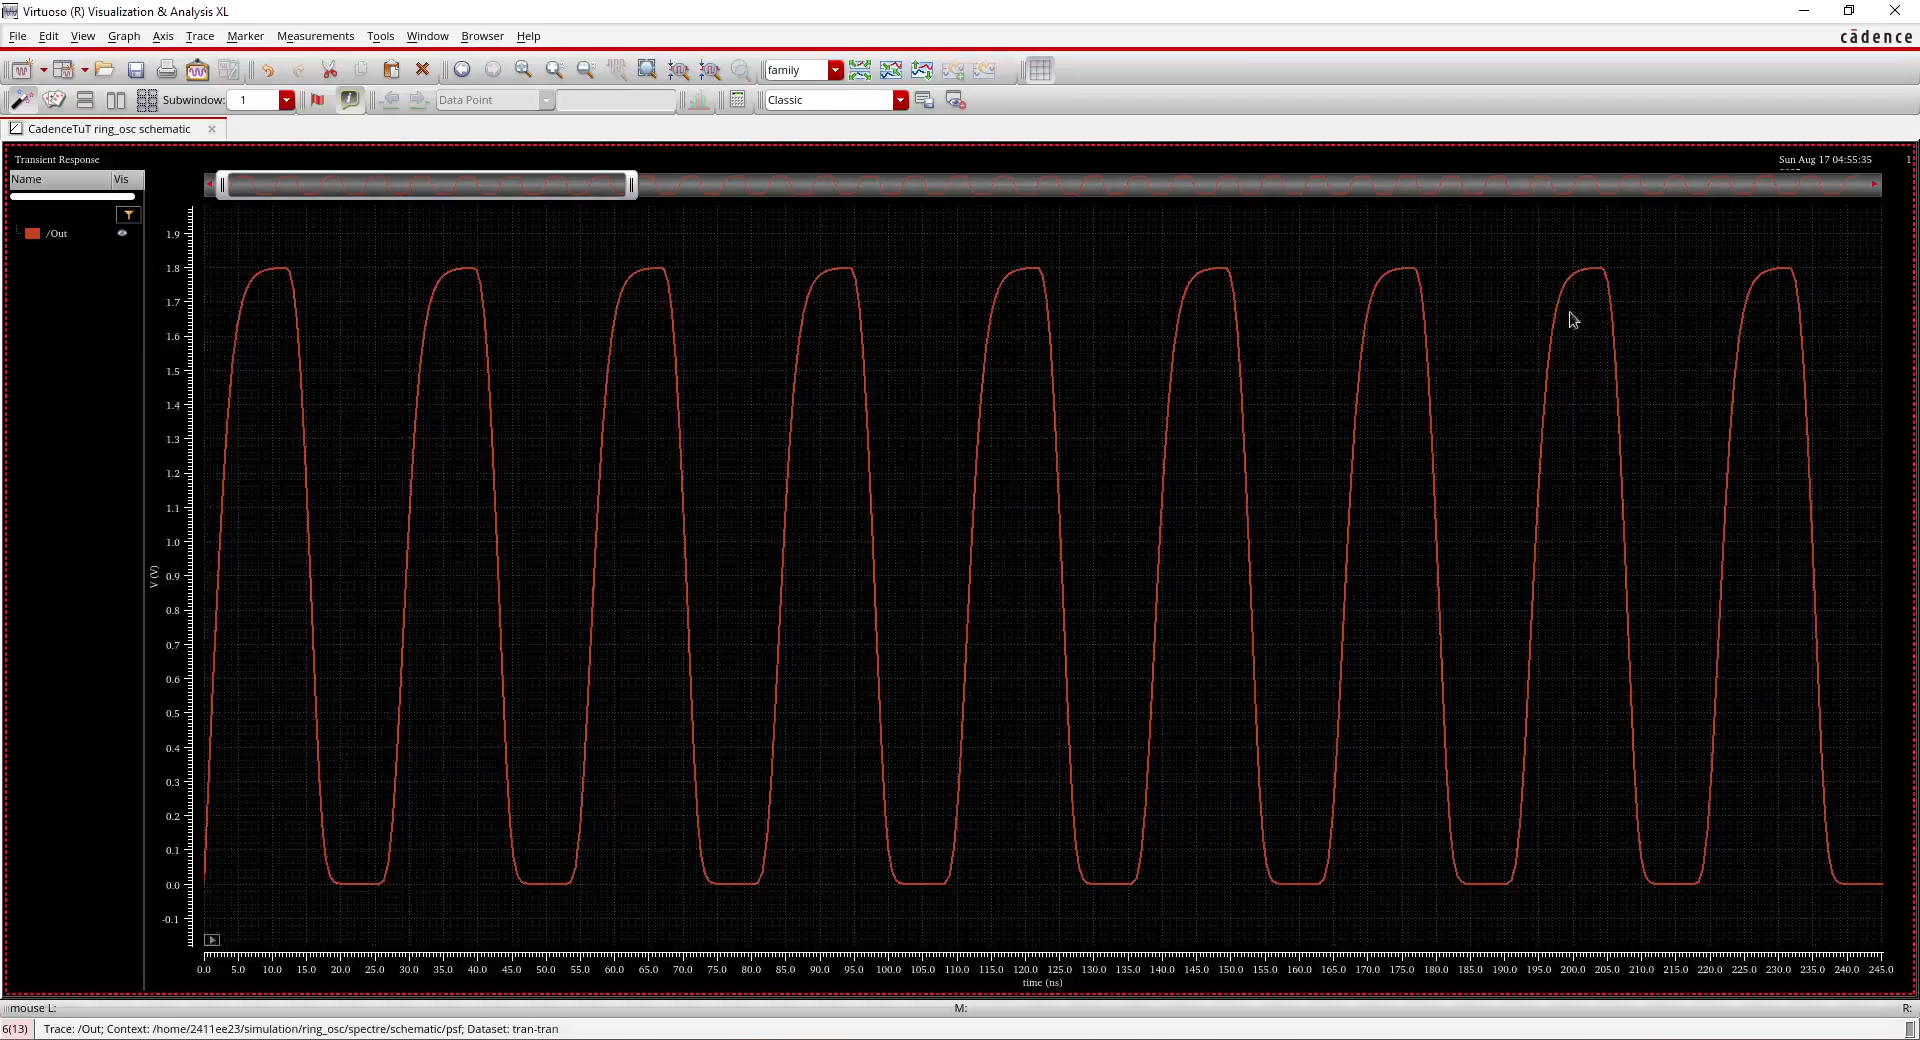 Virtuoso (R) Visualization & Analysis XL
File Edit View Graph Axis Trace Marker Measurements Tools Window Browser Help
cādence
family
Subwindow: 1 Data Point Classic
CadenceTuT ring_osc schematic
Transient Response
Sun Aug 17 04:55:35 1
Name Vis
/Out
1.9
1.8
1.7
1.6
1.5
1.4
1.3
1.2
1.1
1.0
0.9
V (V)
0.8
0.7
0.6
0.5
0.4
0.3
0.2
0.1
0.0
-0.1
0.0 5.0 10.0 15.0 20.0 25.0 30.0 35.0 40.0 45.0 50.0 55.0 60.0 65.0 70.0 75.0 80.0 85.0 90.0 95.0 100.0 105.0 110.0 115.0 120.0 125.0 130.0 135.0 140.0 145.0 150.0 155.0 160.0 165.0 170.0 175.0 180.0 185.0 190.0 195.0 200.0 205.0 210.0 215.0 220.0 225.0 230.0 235.0 240.0 245.0
time (ns)
mouse L: M: R:
6(13) Trace: /Out; Context: /home/2411ee23/simulation/ring_osc/spectre/schematic/psf; Dataset: tran-tran